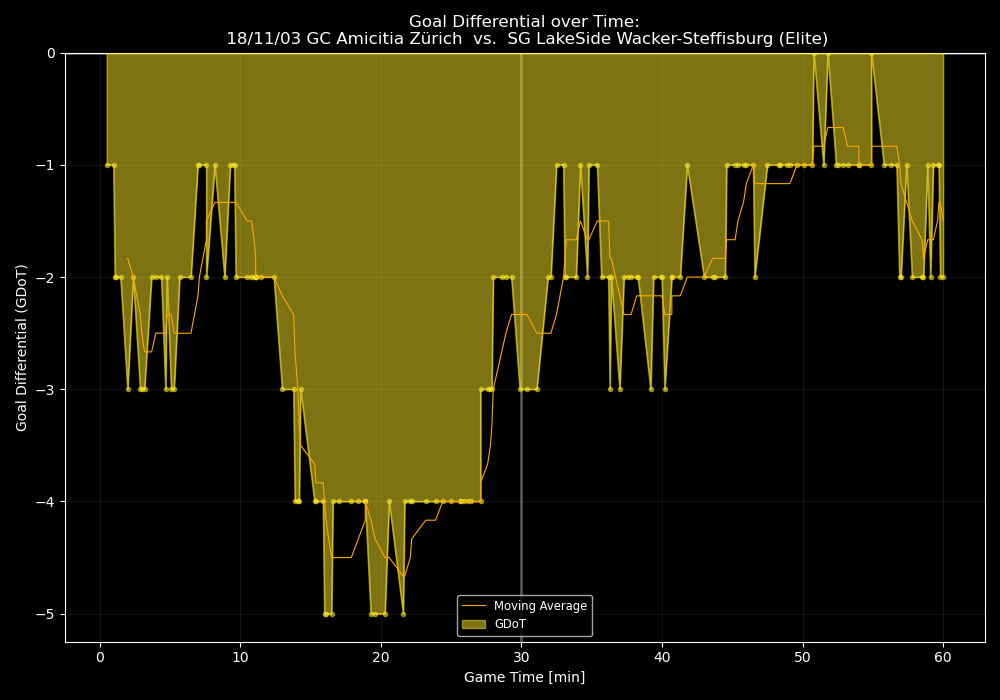 Goal Differential over Time:
18/11/03 GC Amicitia Zürich  vs.  SG LakeSide Wacker-Steffisburg (Elite)
Goal Differential (GDoT)
0
−1
−2
−3
−4
−5
Moving Average
GDoT
0 10 20 30 40 50 60
Game Time [min]